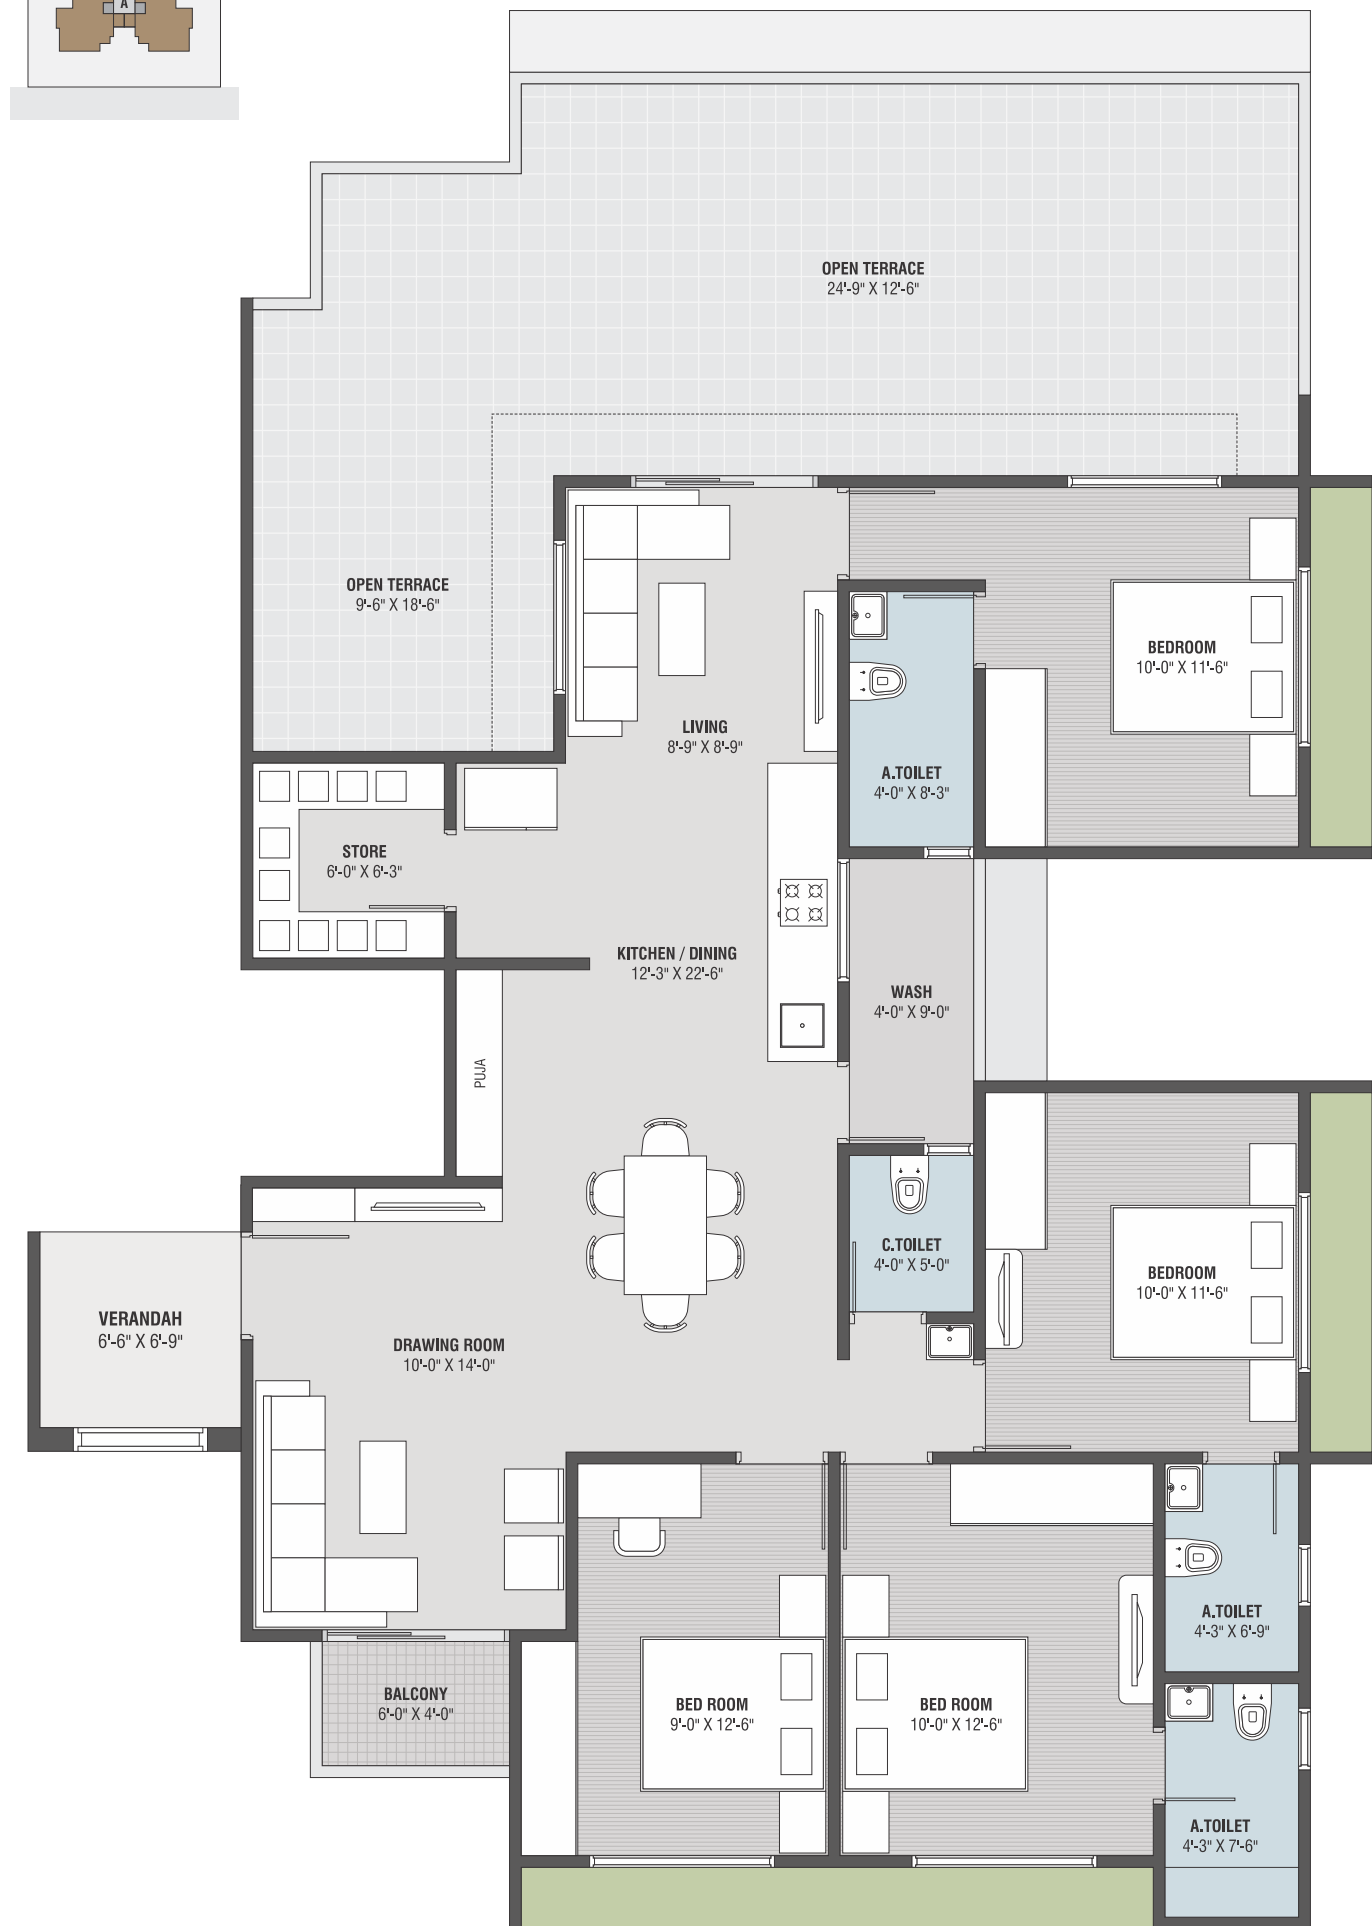 A
OPEN TERRACE
24'-9" X 12'-6"
OPEN TERRACE
9'-6" X 18'-6"
BEDROOM
10'-0" X 11'-6"
LIVING
8'-9" X 8'-9"
A.TOILET
4'-0" X 8'-3"
STORE
6'-0" X 6'-3"
KITCHEN / DINING
12'-3" X 22'-6"
WASH
4'-0" X 9'-0"
PUJA
C.TOILET
4'-0" X 5'-0"
BEDROOM
10'-0" X 11'-6"
VERANDAH
6'-6" X 6'-9"
DRAWING ROOM
10'-0" X 14'-0"
A.TOILET
4'-3" X 6'-9"
BALCONY
6'-0" X 4'-0"
BED ROOM
9'-0" X 12'-6"
BED ROOM
10'-0" X 12'-6"
A.TOILET
4'-3" X 7'-6"